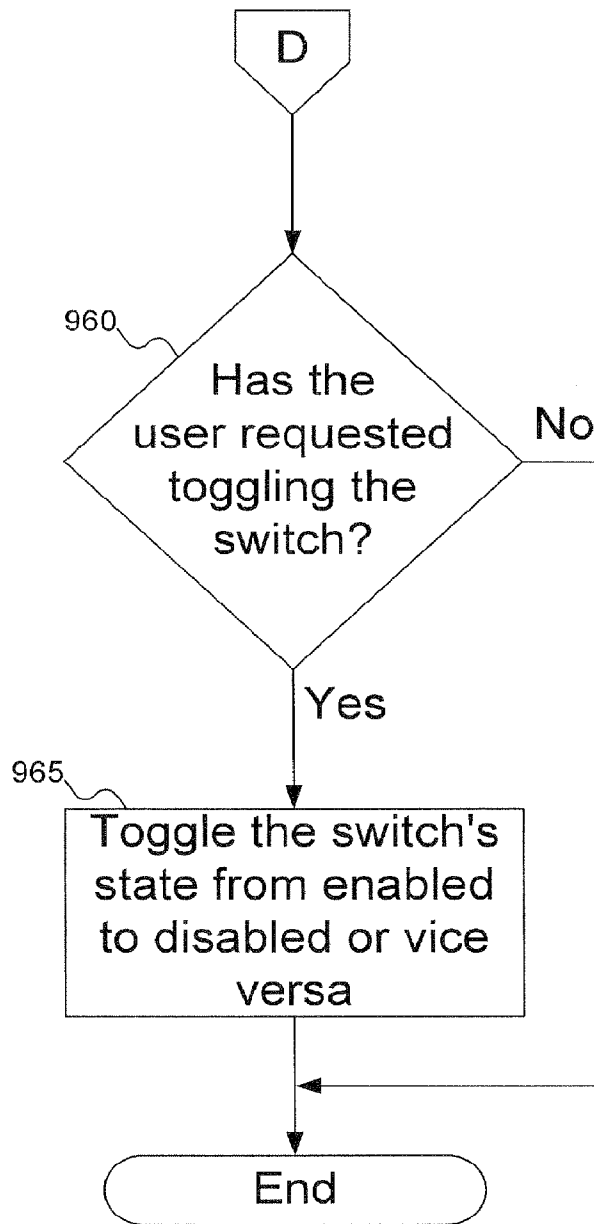 D
960
Has the
user requested
toggling the
switch?
No
Yes
965
Toggle the switch's
state from enabled
to disabled or vice
versa
End